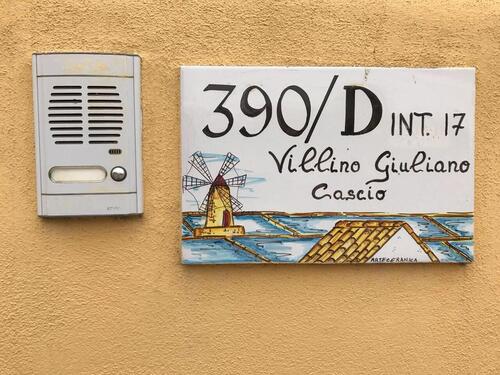 390/D INT. 17
Villino Giuliano
Cascio
ARTECERAMICA